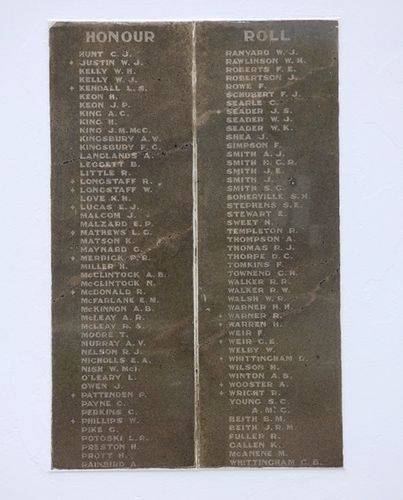 HONOUR ROLL
HUNT C. J.
+ JUSTIN W. J.
KELLY W. H.
KELLY W. J.
+ KENDALL L. S.
KEON H.
KEON J. P.
KING A. C.
KING H.
KING J. M. McC.
KINGSBURY A. W.
KINGSBURY F. C.
LANGLANDS A.
LEGGETT B.
LITTLE R.
+ LONGSTAFF R.
+ LONGSTAFF W.
LOVE N. H.
+ LUCAS E. J.
MALCOM J.
MALZARD E. P.
+ MATHEWS L. G.
MATSON K.
MAYNARD G.
+ MERRICK P. R.
MILLER H.
McCLINTOCK A. B.
McCLINTOCK N.
+ McDONALD R.
McFARLANE E. M.
McKINNON A. B.
McLEAY A. R.
McLEAY R. S.
MOORE T.
MURRAY A. V.
NELSON R. J.
NICHOLLS E. A.
NISH W. McI.
O'LEARY L.
OWEN J.
+ PATTENDEN P.
PAYNE C.
PERKINS C.
+ PHILLIPS W.
PIKE C.
POTOSKI L. R.
PRESTON H.
PROTT H.
RAINBIRD A.
RANYARD W. J.
RAWLINSON W. H.
ROBERTS F. E.
ROBERTSON J.
ROWE F.
SCHUBERT F. J.
SEARLE C.
+ SEADER J. S.
SEADER W. J.
SEADER W. K.
SHEA J.
SIMPSON F.
SMITH A. J.
SMITH H. C. R.
SMITH J. E.
SMITH J.
SMITH S. C.
SOMERVILLE S. H.
STEPHENS S. E.
STEWART E.
SWEET N.
TEMPLETON R.
THOMPSON A.
THOMAS R. J.
THORPE D. C.
TOMKINS F.
TOWNEND C. H.
WALKER R. R.
WALKER R. W.
WALSH W. R.
WARNER H. H.
+ WARNER R.
+ WARREN H.
WEIR F.
+ WEIR G. E.
WELBY W.
+ WHITTINGHAM D.
WILSON H.
WINTON A. S.
+ WOOSTER A.
+ WRIGHT R.
YOUNG S. C.
A. M. C.
BEITH B. M.
BEITH J. R. M.
FULLER R.
CALLEN K.
McANENE M.
WHITTINGHAM C. B.